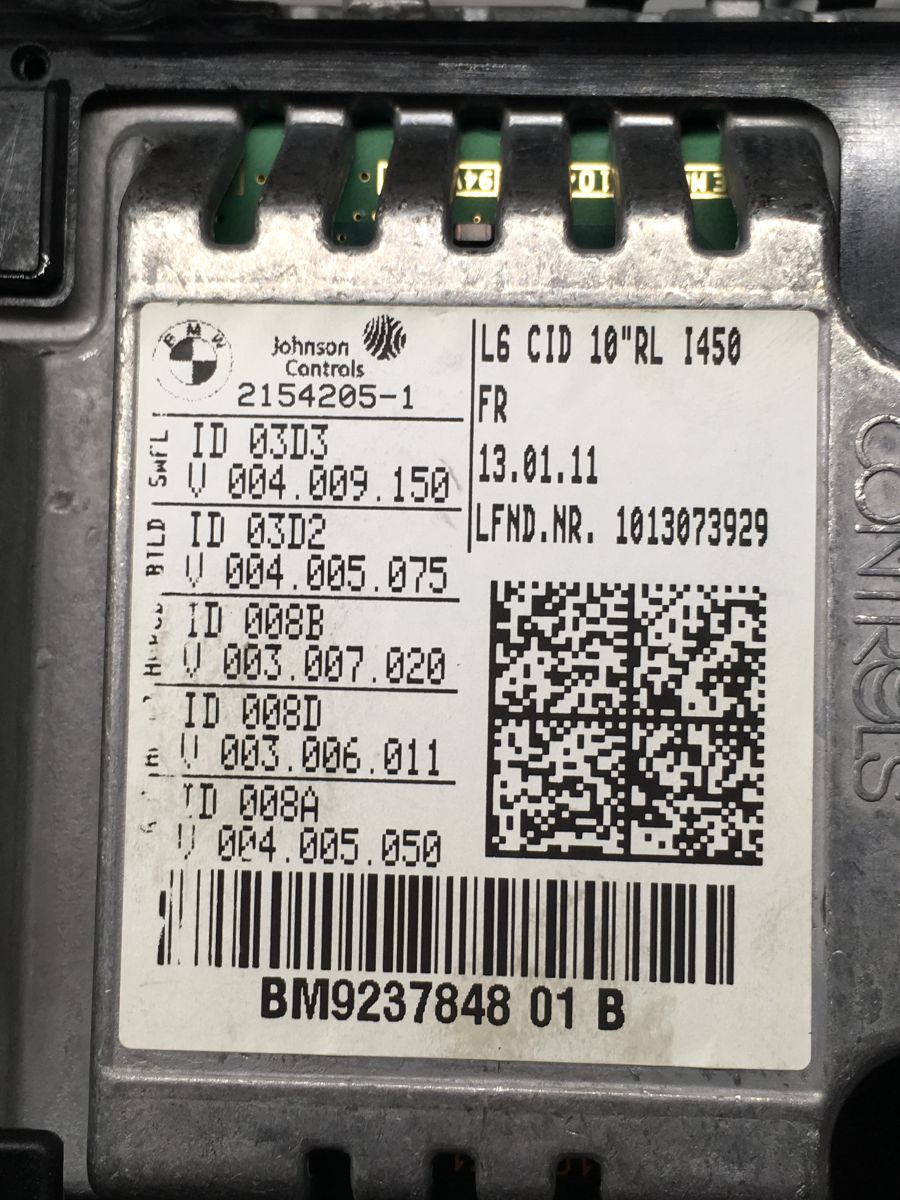 BMW
Johnson
Controls
2154205-1
L6 CID 10"RL I450
FR
13.01.11
LFND.NR. 1013073929
SWFL
ID 03D3
V 004.009.150
BTLD
ID 03D2
V 004.005.075
ID 008B
V 003.007.020
ID 008D
V 003.006.011
ID 008A
V 004.005.050
BM9237848 01 B
CONTROLS